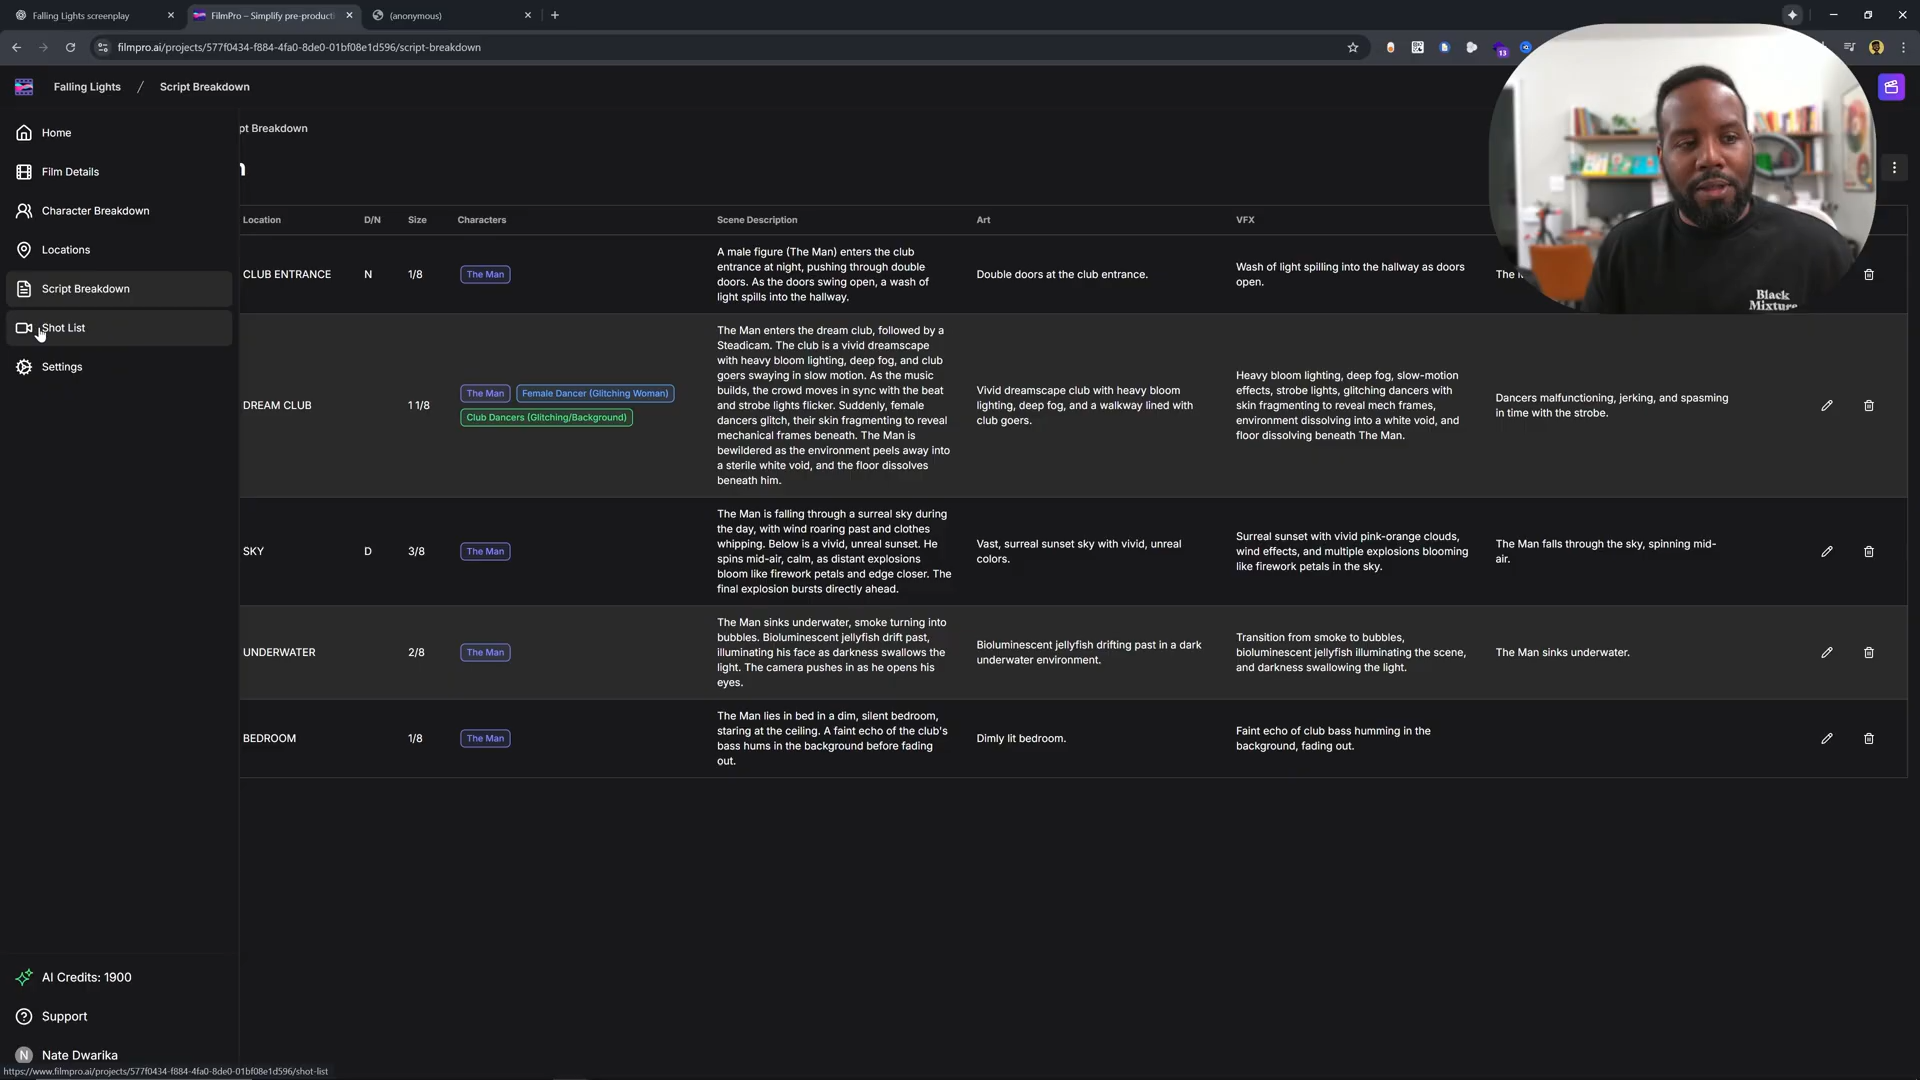 Falling Lights screenplay
FilmPro – Simplify pre-product
(anonymous)
filmpro.ai/projects/577f0434-f884-4fa0-8de0-01bf08e1d596/script-breakdown
13
Falling Lights / Script Breakdown
Home
Film Details
Character Breakdown
Locations
Script Breakdown
Shot List
Settings
pt Breakdown
n
Location D/N Size Characters Scene Description Art VFX
CLUB ENTRANCE N 1/8 The Man
A male figure (The Man) enters the club
entrance at night, pushing through double
doors. As the doors swing open, a wash of
light spills into the hallway.
Double doors at the club entrance.
Wash of light spilling into the hallway as doors
open.
DREAM CLUB 1 1/8 The Man Female Dancer (Glitching Woman)
Club Dancers (Glitching/Background)
The Man enters the dream club, followed by a
Steadicam. The club is a vivid dreamscape
with heavy bloom lighting, deep fog, and club
goers swaying in slow motion. As the music
builds, the crowd moves in sync with the beat
and strobe lights flicker. Suddenly, female
dancers glitch, their skin fragmenting to reveal
mechanical frames beneath. The Man is
bewildered as the environment peels away into
a sterile white void, and the floor dissolves
beneath him.
Vivid dreamscape club with heavy bloom
lighting, deep fog, and a walkway lined with
club goers.
Heavy bloom lighting, deep fog, slow-motion
effects, strobe lights, glitching dancers with
skin fragmenting to reveal mech frames,
environment dissolving into a white void, and
floor dissolving beneath The Man.
Dancers malfunctioning, jerking, and spasming
in time with the strobe.
SKY D 3/8 The Man
The Man is falling through a surreal sky during
the day, with wind roaring past and clothes
whipping. Below is a vivid, unreal sunset. He
spins mid-air, calm, as distant explosions
bloom like firework petals and edge closer. The
final explosion bursts directly ahead.
Vast, surreal sunset sky with vivid, unreal
colors.
Surreal sunset with vivid pink-orange clouds,
wind effects, and multiple explosions blooming
like firework petals in the sky.
The Man falls through the sky, spinning mid-
air.
UNDERWATER 2/8 The Man
The Man sinks underwater, smoke turning into
bubbles. Bioluminescent jellyfish drift past,
illuminating his face as darkness swallows the
light. The camera pushes in as he opens his
eyes.
Bioluminescent jellyfish drifting past in a dark
underwater environment.
Transition from smoke to bubbles,
bioluminescent jellyfish illuminating the scene,
and darkness swallowing the light.
The Man sinks underwater.
BEDROOM 1/8 The Man
The Man lies in bed in a dim, silent bedroom,
staring at the ceiling. A faint echo of the club's
bass hums in the background before fading
out.
Dimly lit bedroom.
Faint echo of club bass humming in the
background, fading out.
Black
Mixture
AI Credits: 1900
Support
N Nate Dwarika
https://www.filmpro.ai/projects/577f0434-f884-4fa0-8de0-01bf08e1d596/shot-list